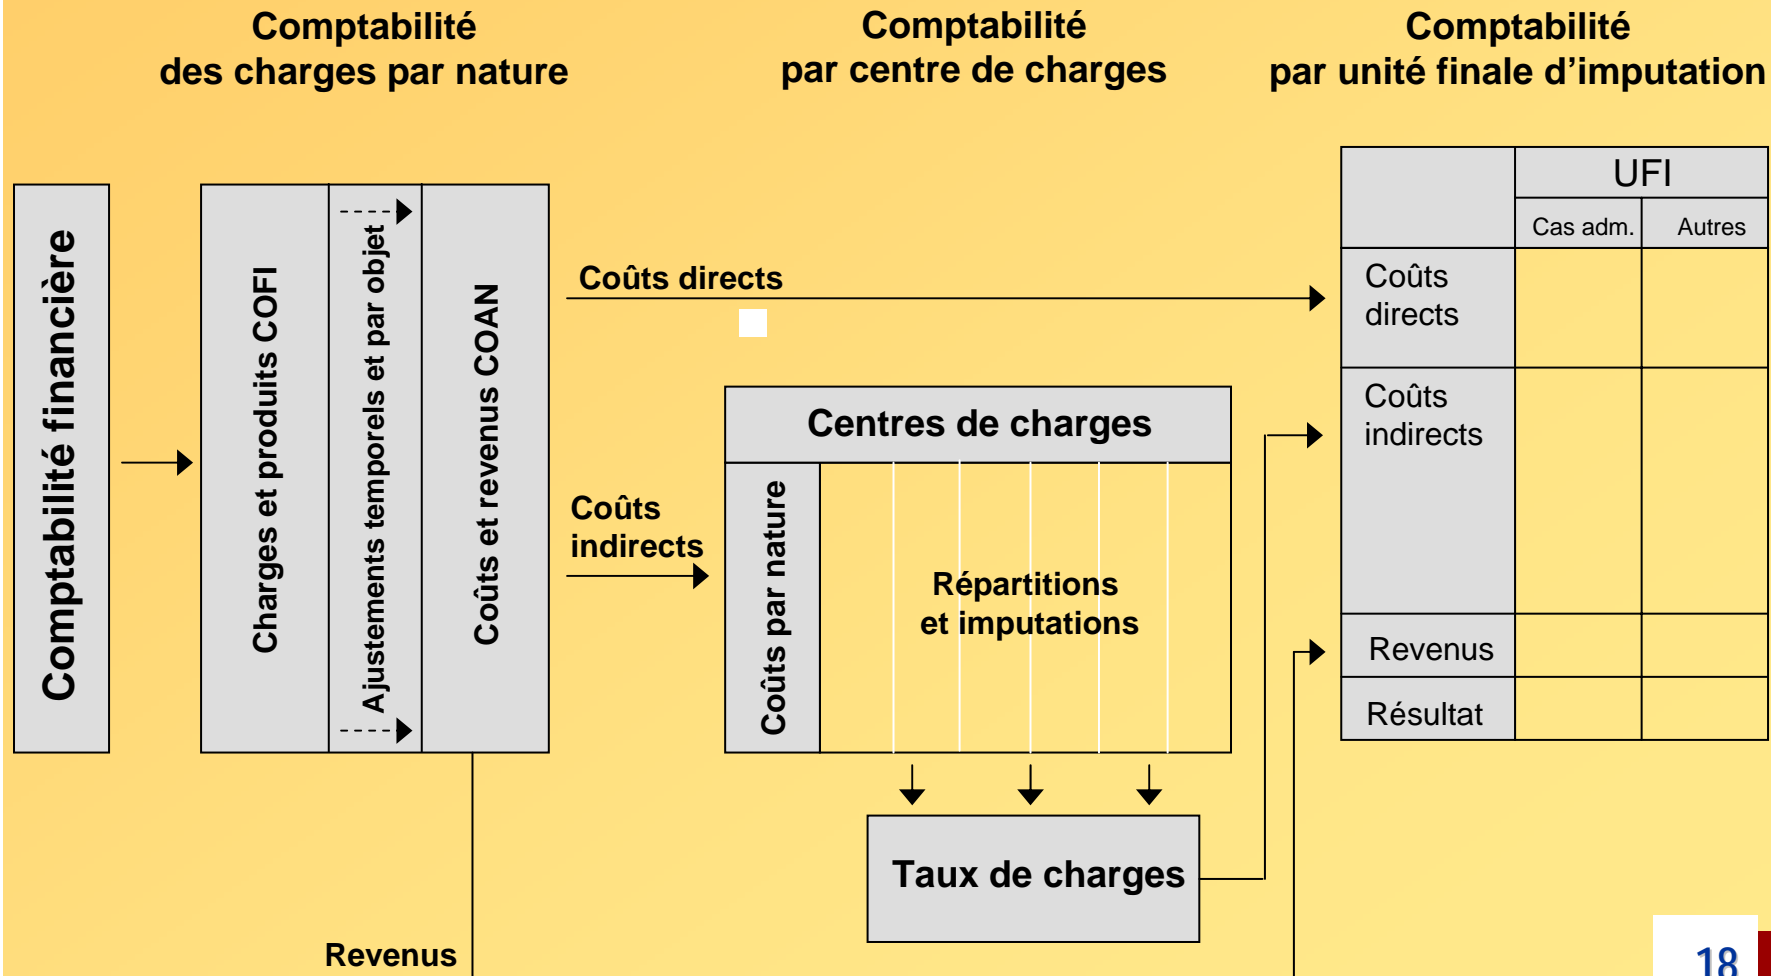 Comptabilité
des charges par nature
Comptabilité
par centre de charges
Comptabilité
par unité finale d’imputation
Comptabilité financière
Charges et produits COFI
Ajustements temporels et par objet
Coûts et revenus COAN
Coûts directs
Coûts
indirects
Centres de charges
Coûts par nature
Répartitions
et imputations
Taux de charges
Revenus
UFI
Cas adm.
Autres
Coûts
directs
Coûts
indirects
Revenus
Résultat
18